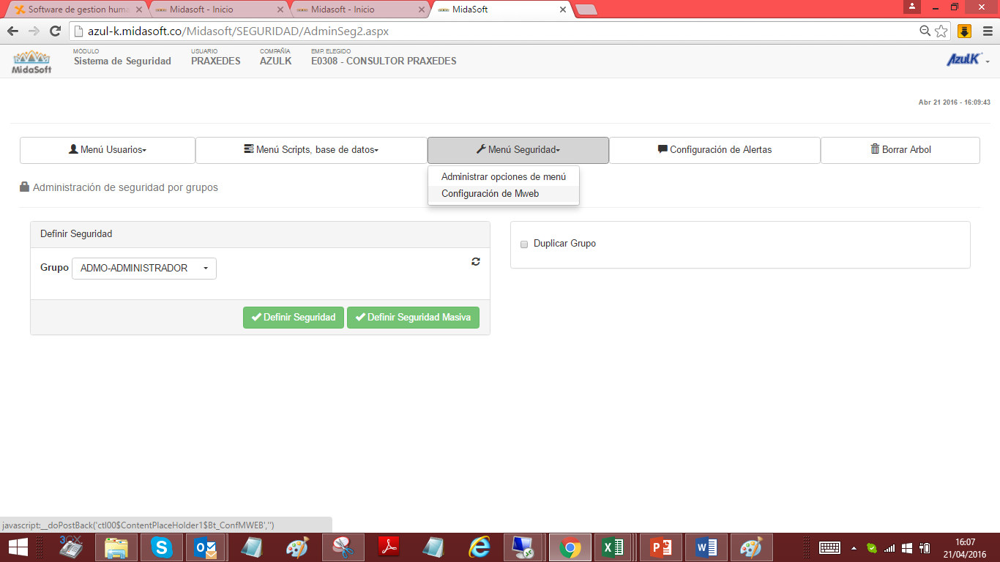 Software de gestion huma
Midasoft - Inicio
Midasoft - Inicio
MidaSoft
azul-k.midasoft.co/Midasoft/SEGURIDAD/AdminSeg2.aspx
MidaSoft
MÓDULO
Sistema de Seguridad
USUARIO
PRAXEDES
COMPAÑIA
AZULK
EMP. ELEGIDO
E0308 - CONSULTOR PRAXEDES
AzulK
Abr 21 2016 - 16:09:43
Menú Usuarios
Menú Scripts, base de datos
Menú Seguridad
Configuración de Alertas
Borrar Arbol
Administrar opciones de menú
Configuración de Mweb
Administración de seguridad por grupos
Definir Seguridad
Grupo ADMO-ADMINISTRADOR
Definir Seguridad
Definir Seguridad Masiva
Duplicar Grupo
javascript:__doPostBack('ctl00$ContentPlaceHolder1$Bt_ConfMWEB','')
3CX
16:07
21/04/2016